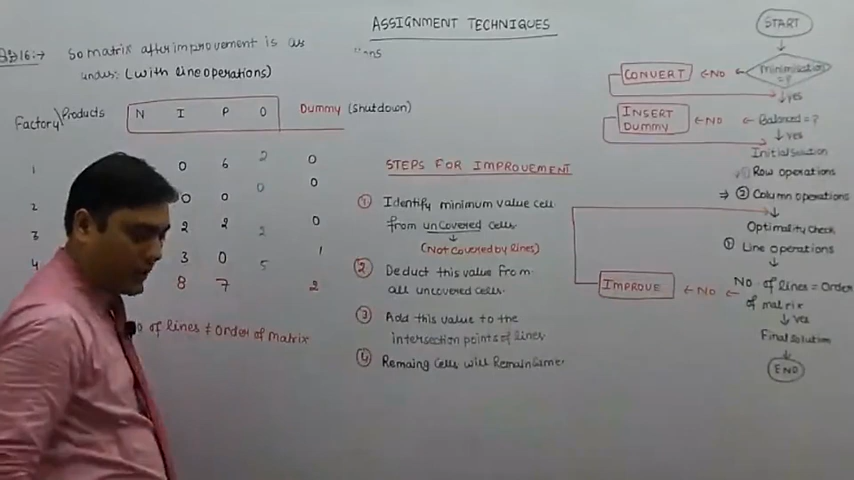 ASSIGNMENT TECHNIQUES
So matrix after improvement is as
under: (with line operations)
Factory\Products N I P O Dummy (shutdown)
1 0 6 2 0
2 0 0 0 0
3 2 2 2 0
4 3 0 5 1
8 7 2
of lines ≠ Order of matrix
STEPS FOR IMPROVEMENT
① Identify minimum value cell
from uncovered cells.
(Not covered by lines)
② Deduct this value from
all uncovered cells.
③ Add this value to the
intersection points of lines
④ Remaing cells will Remain same.
START
CONVERT ← NO ← minimisation = ?
↓ yes
INSERT DUMMY ← NO ← Balanced = ?
↓ yes
Initial solution
① Row operations
⇒ ② Column operations
Optimality check
① Line operations
IMPROVE ← NO ← No. of lines = Order
of matrix
↓ yes
Final solution
END